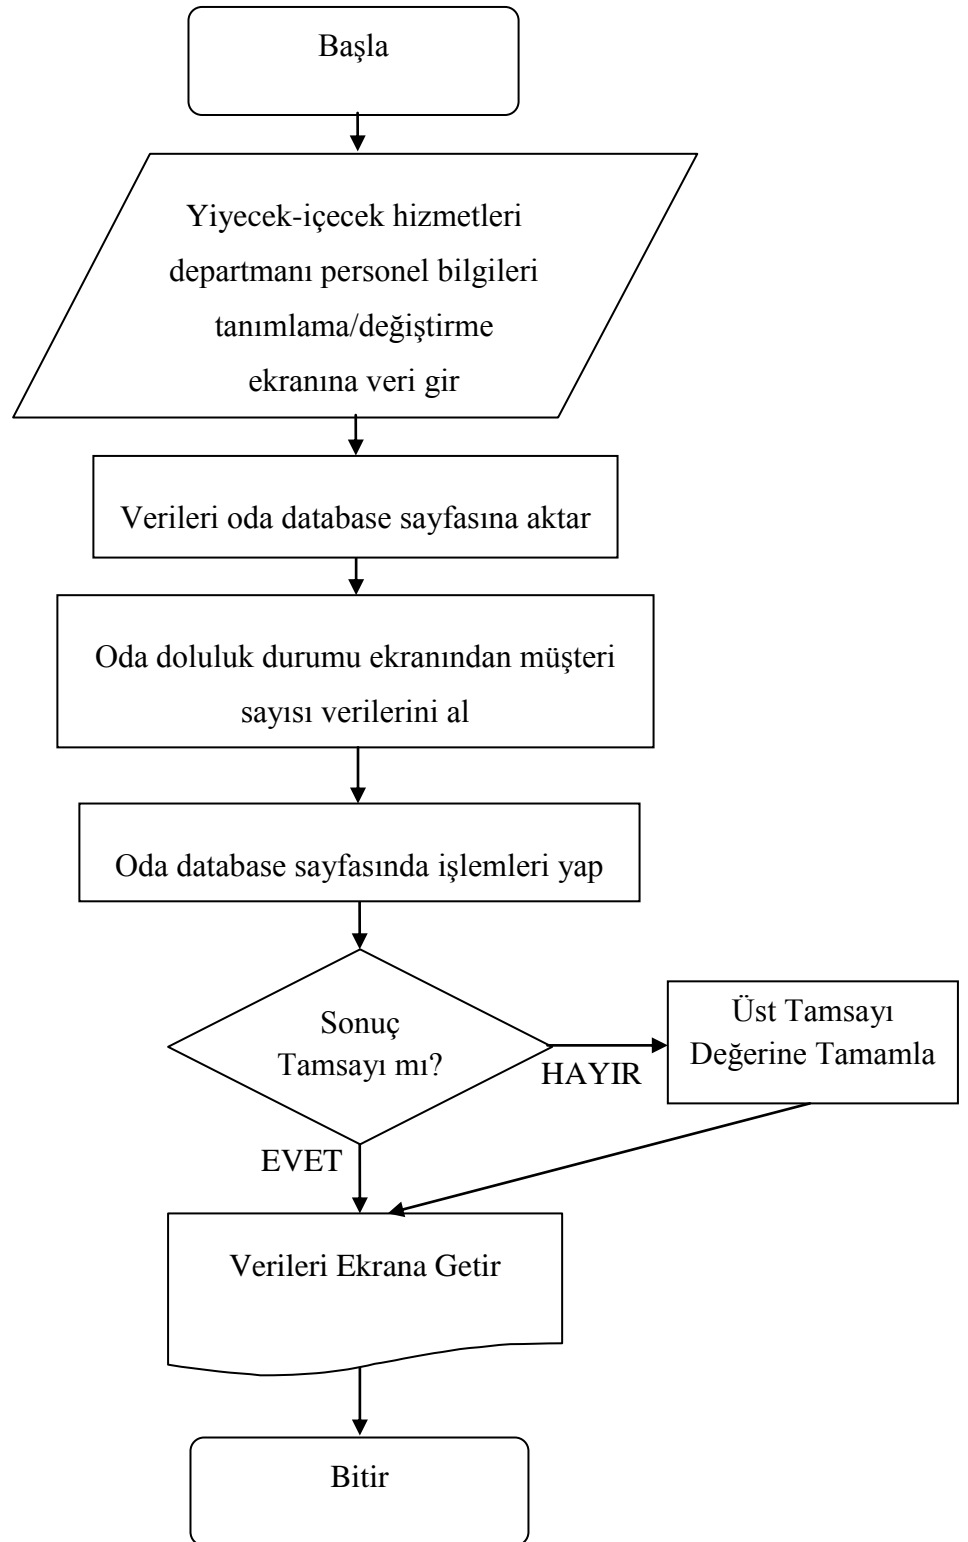 Başla
Yiyecek-içecek hizmetleri
departmanı personel bilgileri
tanımlama/değiştirme
ekranına veri gir
Verileri oda database sayfasına aktar
Oda doluluk durumu ekranından müşteri
sayısı verilerini al
Oda database sayfasında işlemleri yap
Sonuç
Tamsayı mı?
HAYIR
Üst Tamsayı
Değerine Tamamla
EVET
Verileri Ekrana Getir
Bitir